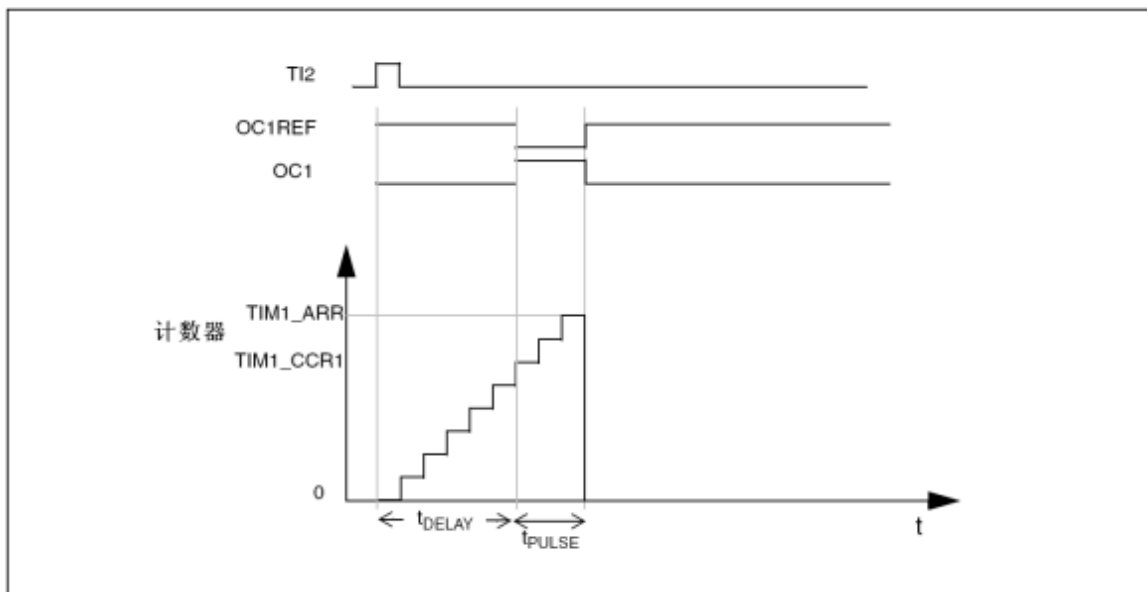 TI2
OC1REF
OC1
TIM1_ARR
计数器
TIM1_CCR1
0
tDELAY
tPULSE
t